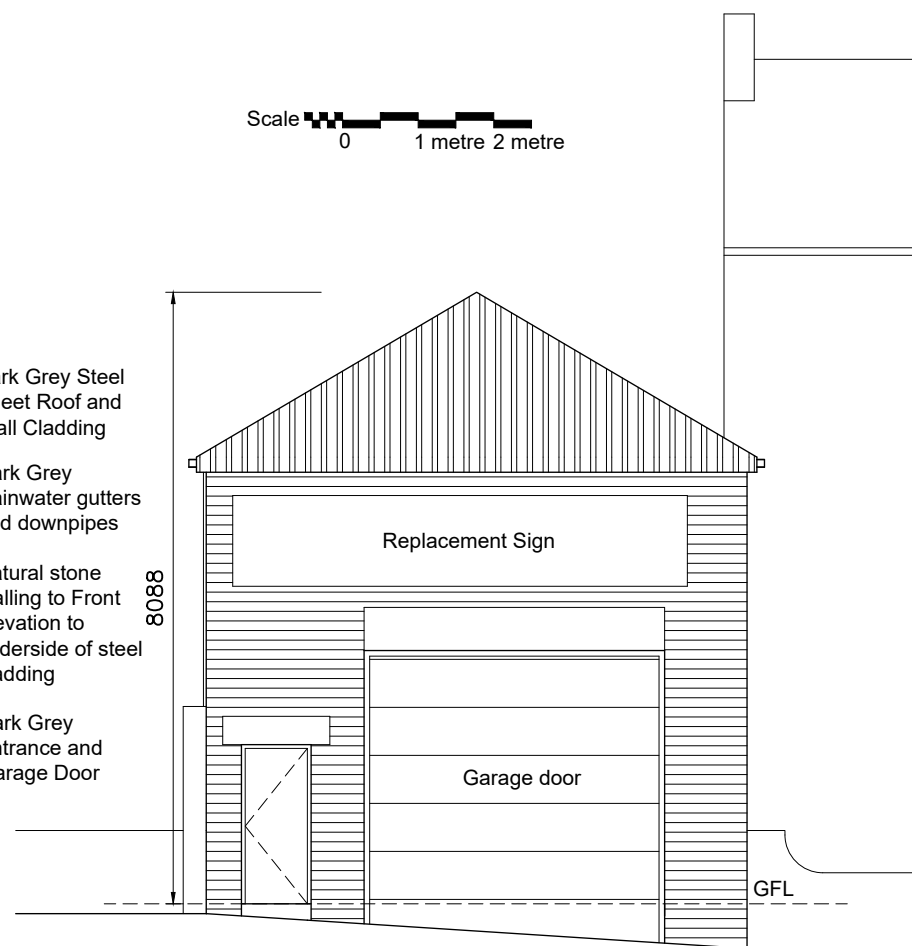 Scale
0 1 metre 2 metre
ark Grey Steel
eet Roof and
all Cladding
ark Grey
ainwater gutters
d downpipes
atural stone
alling to Front
evation to
derside of steel
adding
ark Grey
ntrance and
arage Door
8088
Replacement Sign
Garage door
GFL